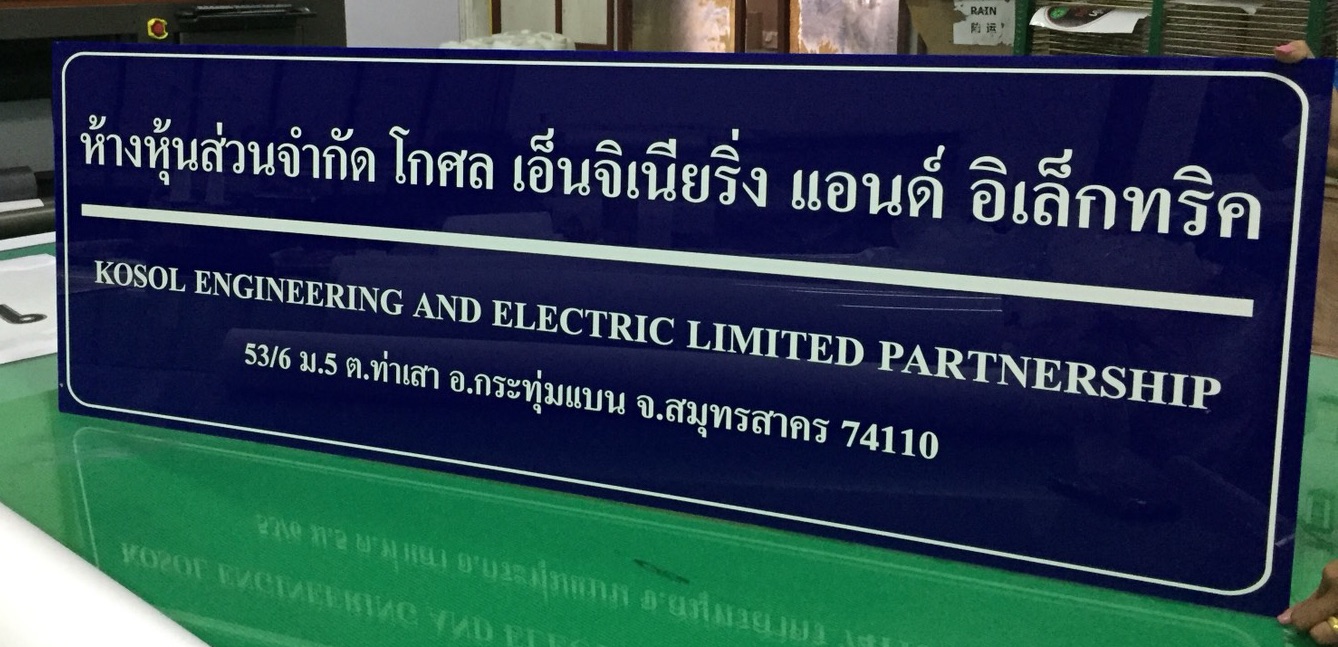 RAIN
ห้างหุ้นส่วนจำกัด โกศล เอ็นจิเนียริ่ง แอนด์ อิเล็กทริค
KOSOL ENGINEERING AND ELECTRIC LIMITED PARTNERSHIP
53/6 ม.5 ต.ท่าเสา อ.กระทุ่มแบน จ.สมุทรสาคร 74110